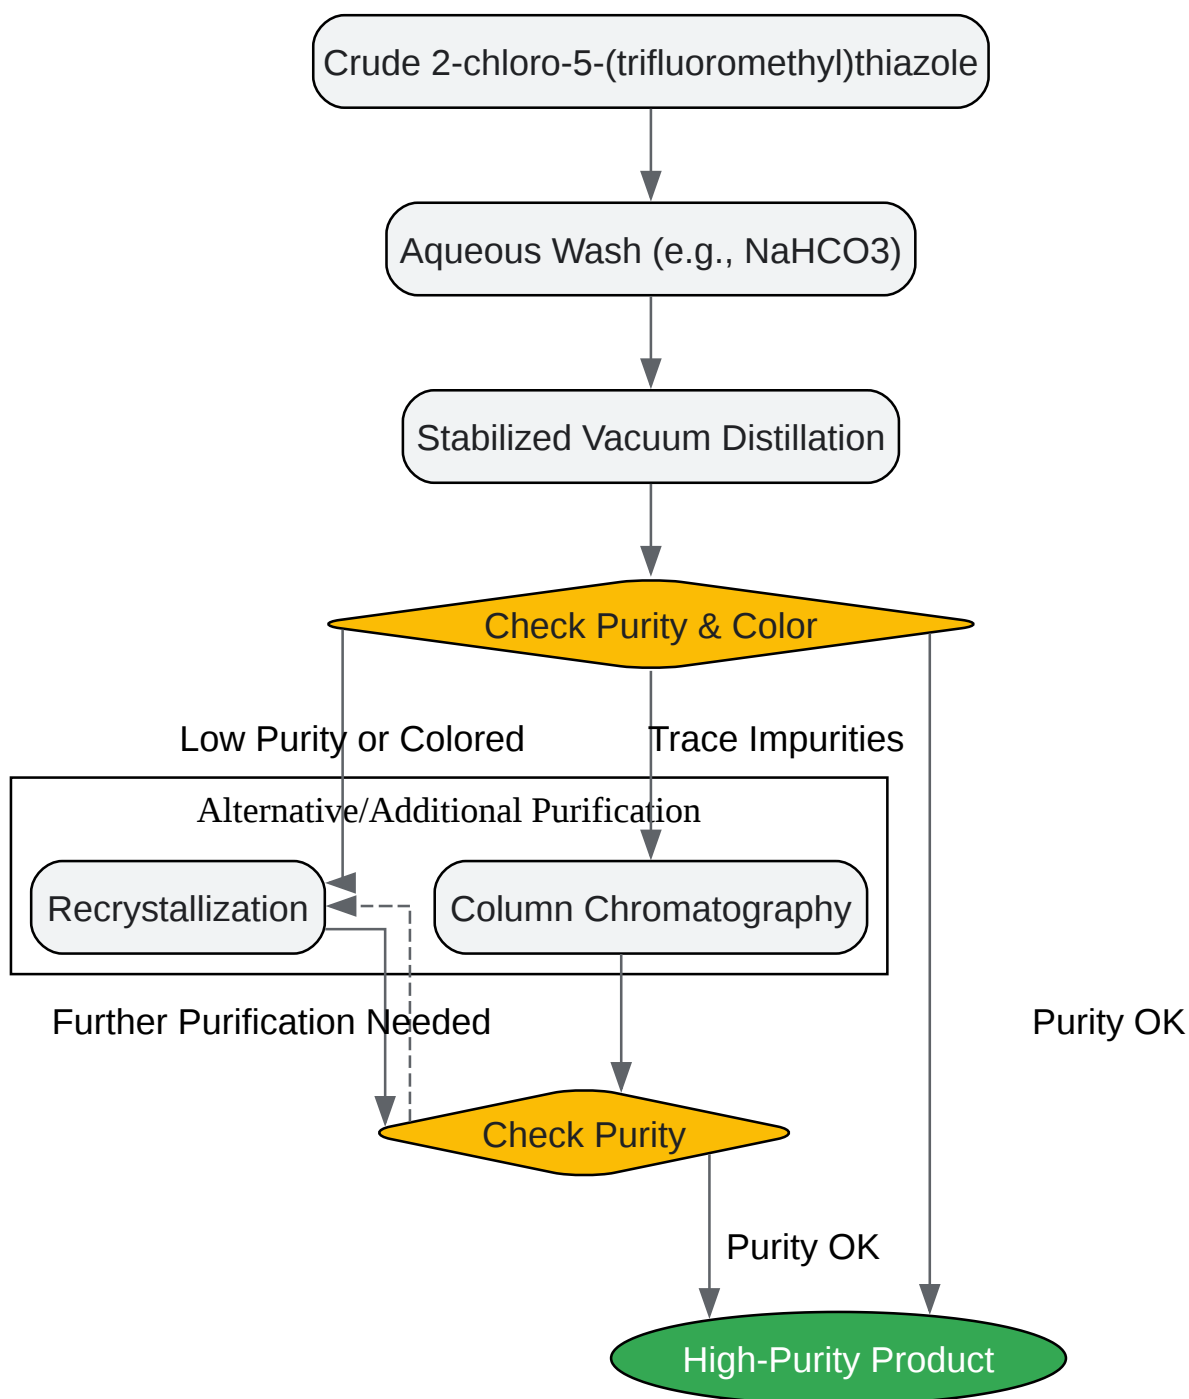 Crude 2-chloro-5-(trifluoromethyl)thiazole
Aqueous Wash (e.g., NaHCO3)
Stabilized Vacuum Distillation
Check Purity & Color
Low Purity or Colored
Trace Impurities
Alternative/Additional Purification
Recrystallization
Column Chromatography
Further Purification Needed
Purity OK
Check Purity
Purity OK
High-Purity Product